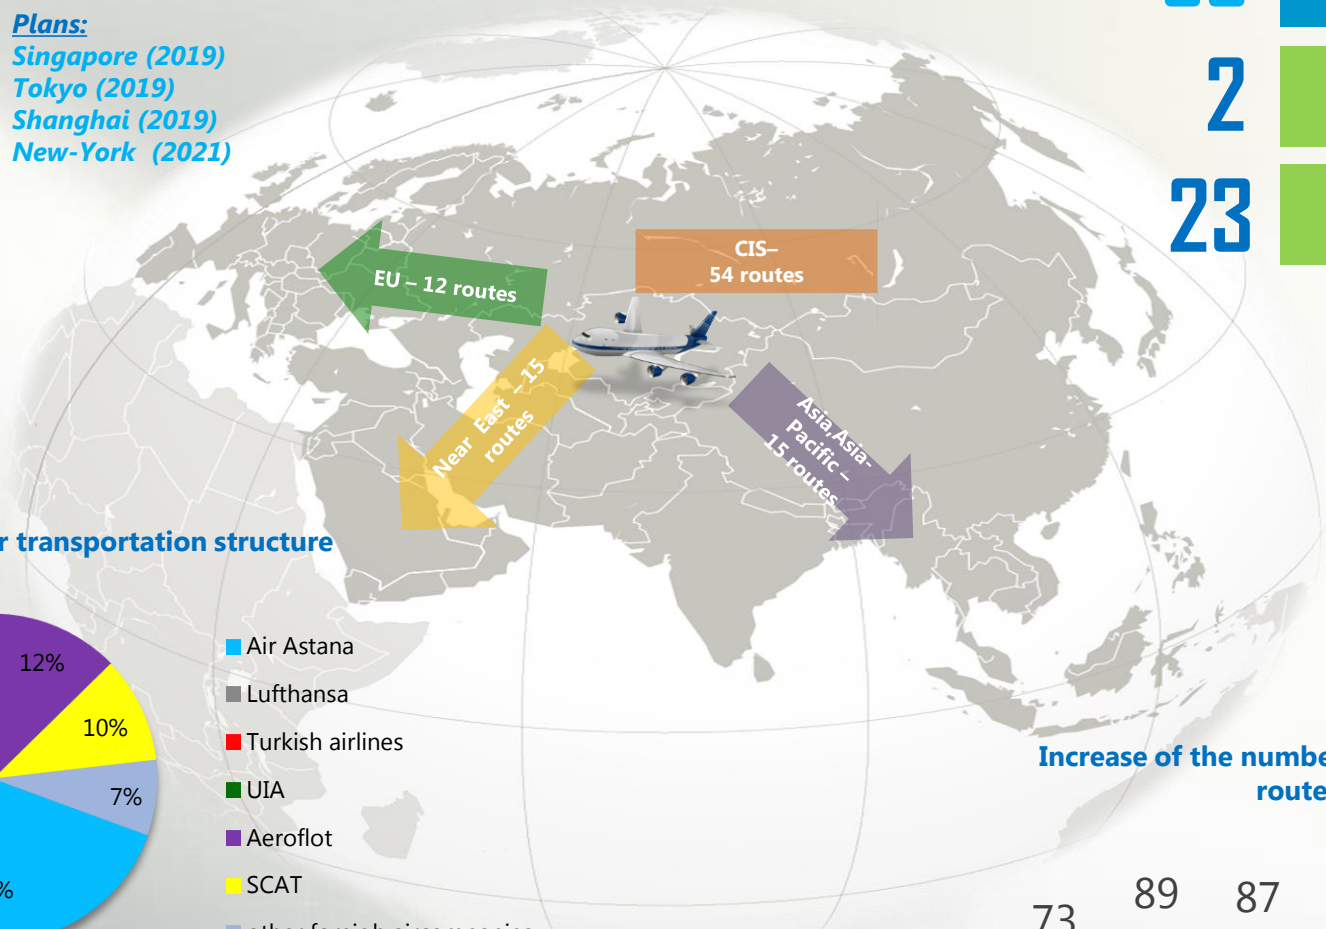 Plans:
Singapore (2019)
Tokyo (2019)
Shanghai (2019)
New-York (2021)
2
23
CIS–
54 routes
EU – 12 routes
Near East – 15
routes
Asia,Asia-
Pacific –
15 routes
transportation structure
12%
10%
7%
%
Air Astana
Lufthansa
Turkish airlines
UIA
Aeroflot
SCAT
Increase of the
route
73
89
87